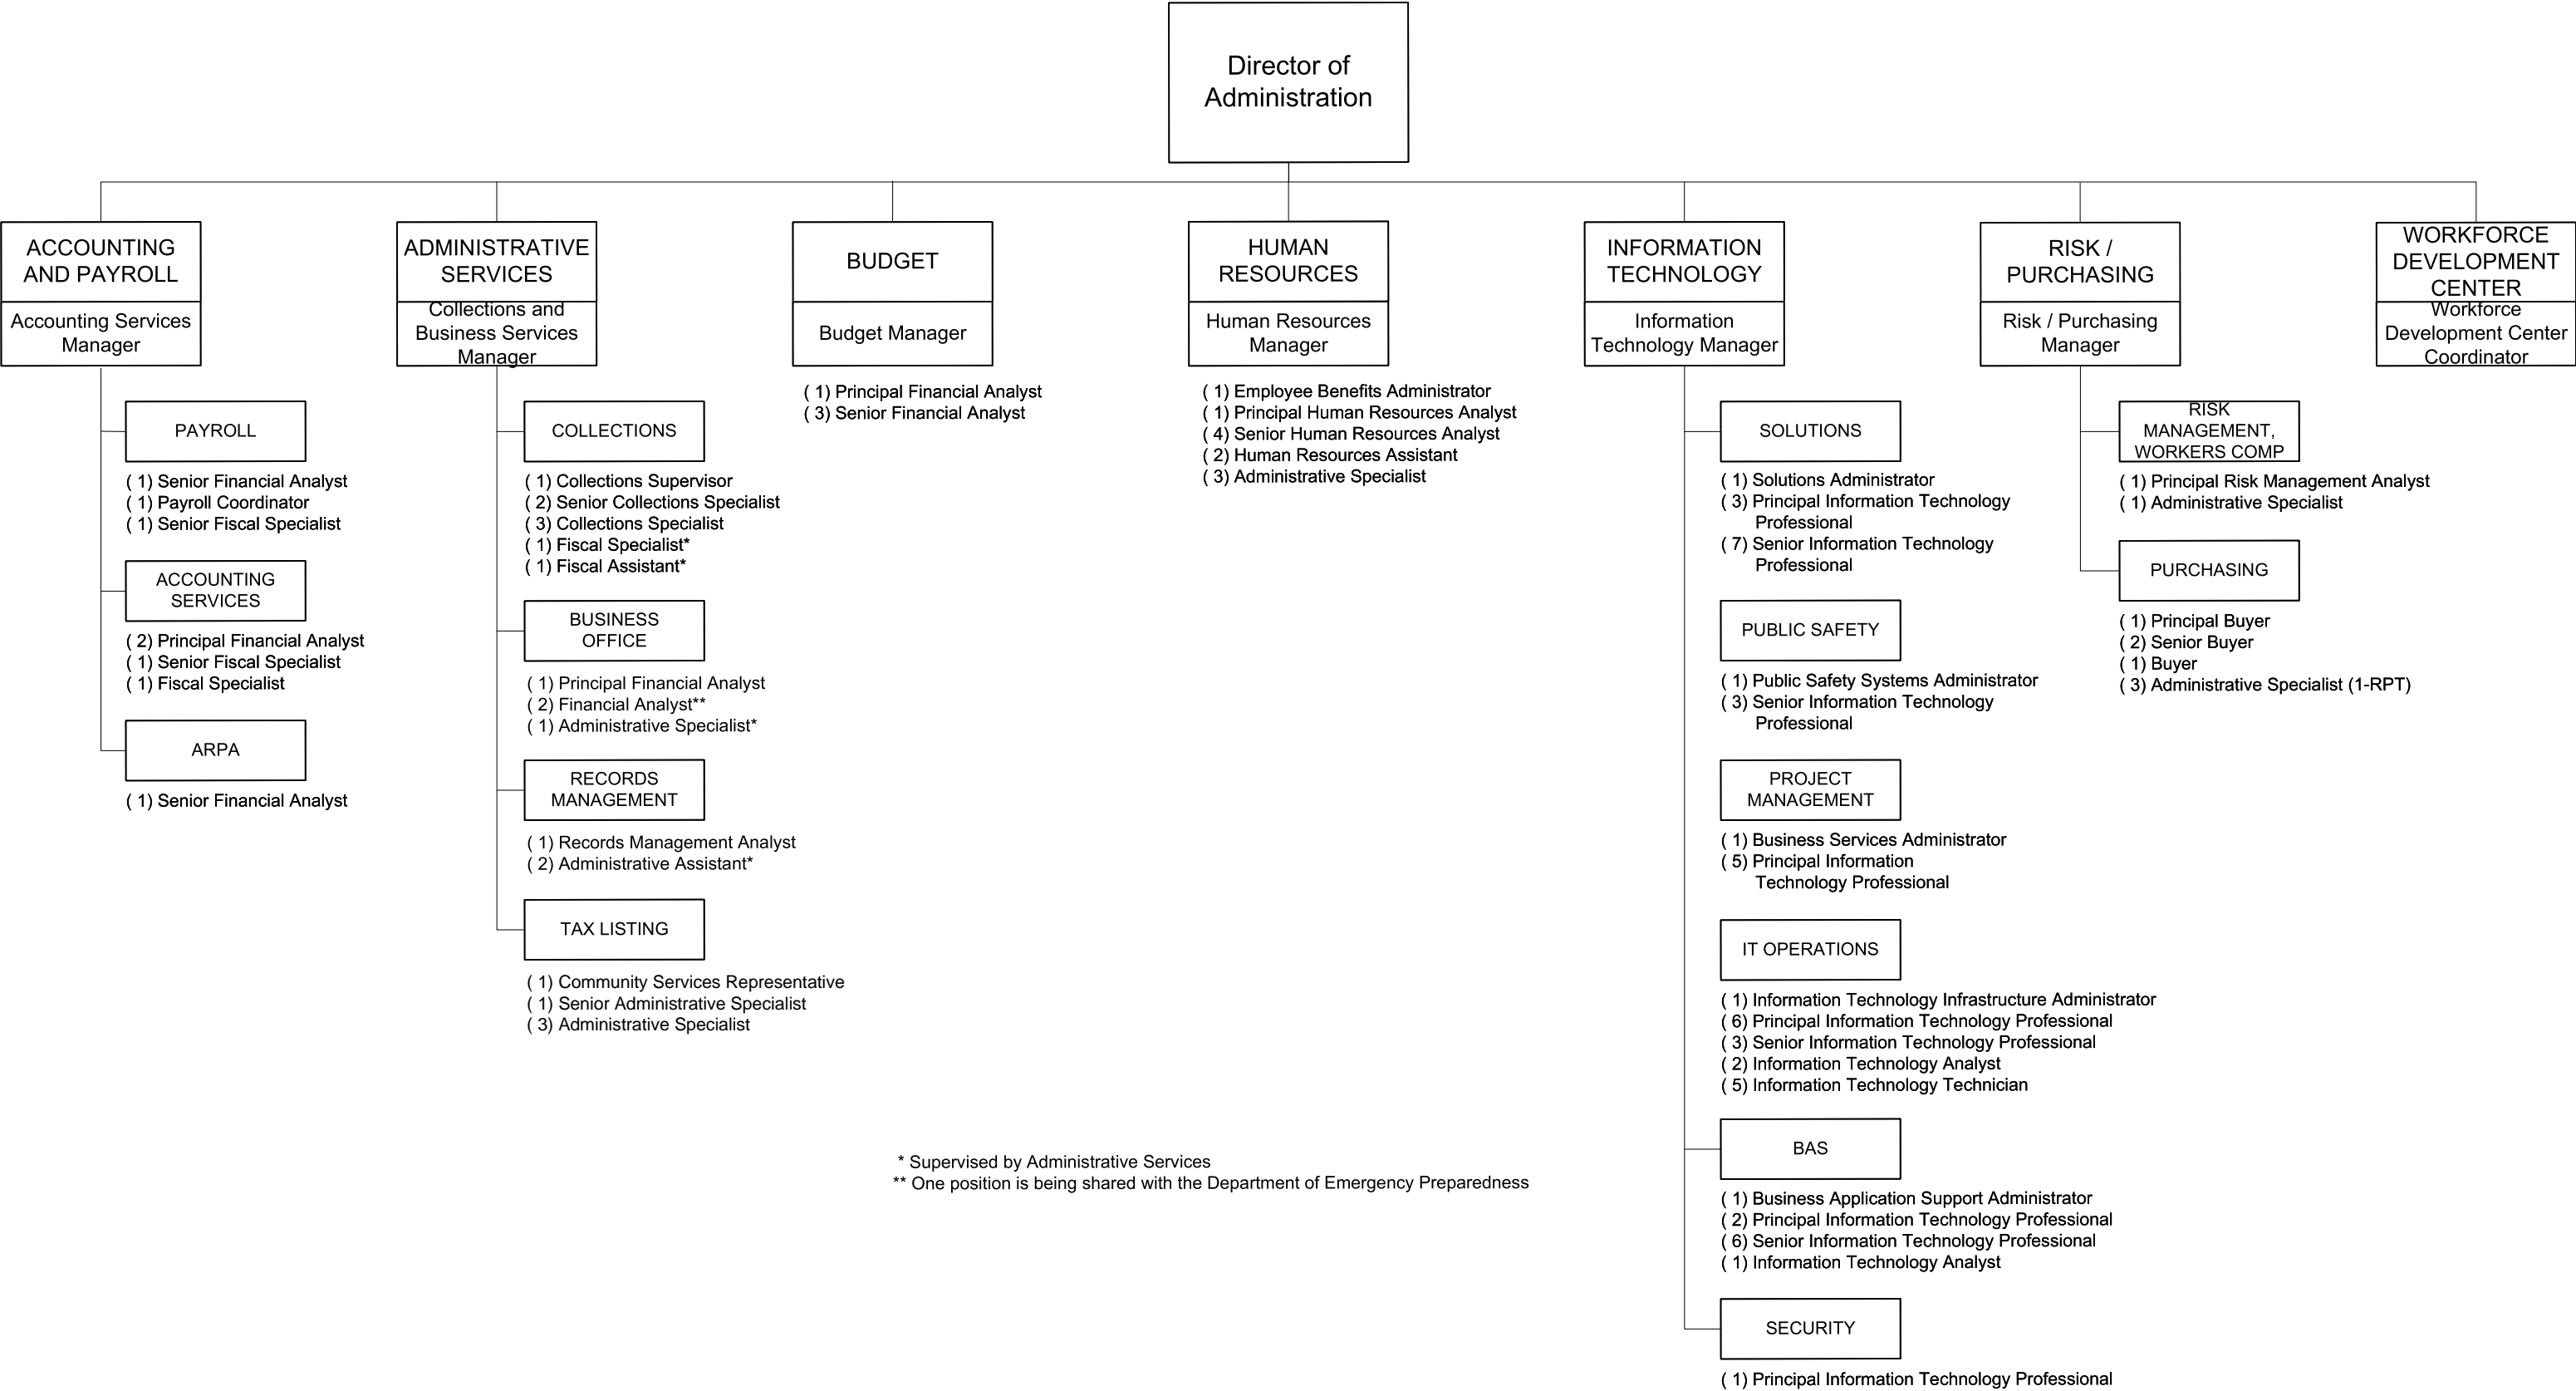 Director of
Administration
ACCOUNTING
AND PAYROLL
Accounting Services
Manager
PAYROLL
( 1) Senior Financial Analyst
( 1) Payroll Coordinator
( 1) Senior Fiscal Specialist
ACCOUNTING
SERVICES
( 2) Principal Financial Analyst
( 1) Senior Fiscal Specialist
( 1) Fiscal Specialist
ARPA
( 1) Senior Financial Analyst
ADMINISTRATIVE
SERVICES
Collections and
Business Services
Manager
COLLECTIONS
( 1) Collections Supervisor
( 2) Senior Collections Specialist
( 3) Collections Specialist
( 1) Fiscal Specialist*
( 1) Fiscal Assistant*
BUSINESS
OFFICE
( 1) Principal Financial Analyst
( 2) Financial Analyst**
( 1) Administrative Specialist*
RECORDS
MANAGEMENT
( 1) Records Management Analyst
( 2) Administrative Assistant*
TAX LISTING
( 1) Community Services Representative
( 1) Senior Administrative Specialist
( 3) Administrative Specialist
BUDGET
Budget Manager
( 1) Principal Financial Analyst
( 3) Senior Financial Analyst
HUMAN
RESOURCES
Human Resources
Manager
( 1) Employee Benefits Administrator
( 1) Principal Human Resources Analyst
( 4) Senior Human Resources Analyst
( 2) Human Resources Assistant
( 3) Administrative Specialist
INFORMATION
TECHNOLOGY
Information
Technology Manager
SOLUTIONS
( 1) Solutions Administrator
( 3) Principal Information Technology
Professional
( 7) Senior Information Technology
Professional
PUBLIC SAFETY
( 1) Public Safety Systems Administrator
( 3) Senior Information Technology
Professional
PROJECT
MANAGEMENT
( 1) Business Services Administrator
( 5) Principal Information
Technology Professional
IT OPERATIONS
( 1) Information Technology Infrastructure Administrator
( 6) Principal Information Technology Professional
( 3) Senior Information Technology Professional
( 2) Information Technology Analyst
( 5) Information Technology Technician
BAS
( 1) Business Application Support Administrator
( 2) Principal Information Technology Professional
( 6) Senior Information Technology Professional
( 1) Information Technology Analyst
SECURITY
( 1) Principal Information Technology Professional
RISK /
PURCHASING
Risk / Purchasing
Manager
RISK
MANAGEMENT,
WORKERS COMP
( 1) Principal Risk Management Analyst
( 1) Administrative Specialist
PURCHASING
( 1) Principal Buyer
( 2) Senior Buyer
( 1) Buyer
( 3) Administrative Specialist (1-RPT)
WORKFORCE
DEVELOPMENT
CENTER
Workforce
Development Center
Coordinator
* Supervised by Administrative Services
** One position is being shared with the Department of Emergency Preparedness